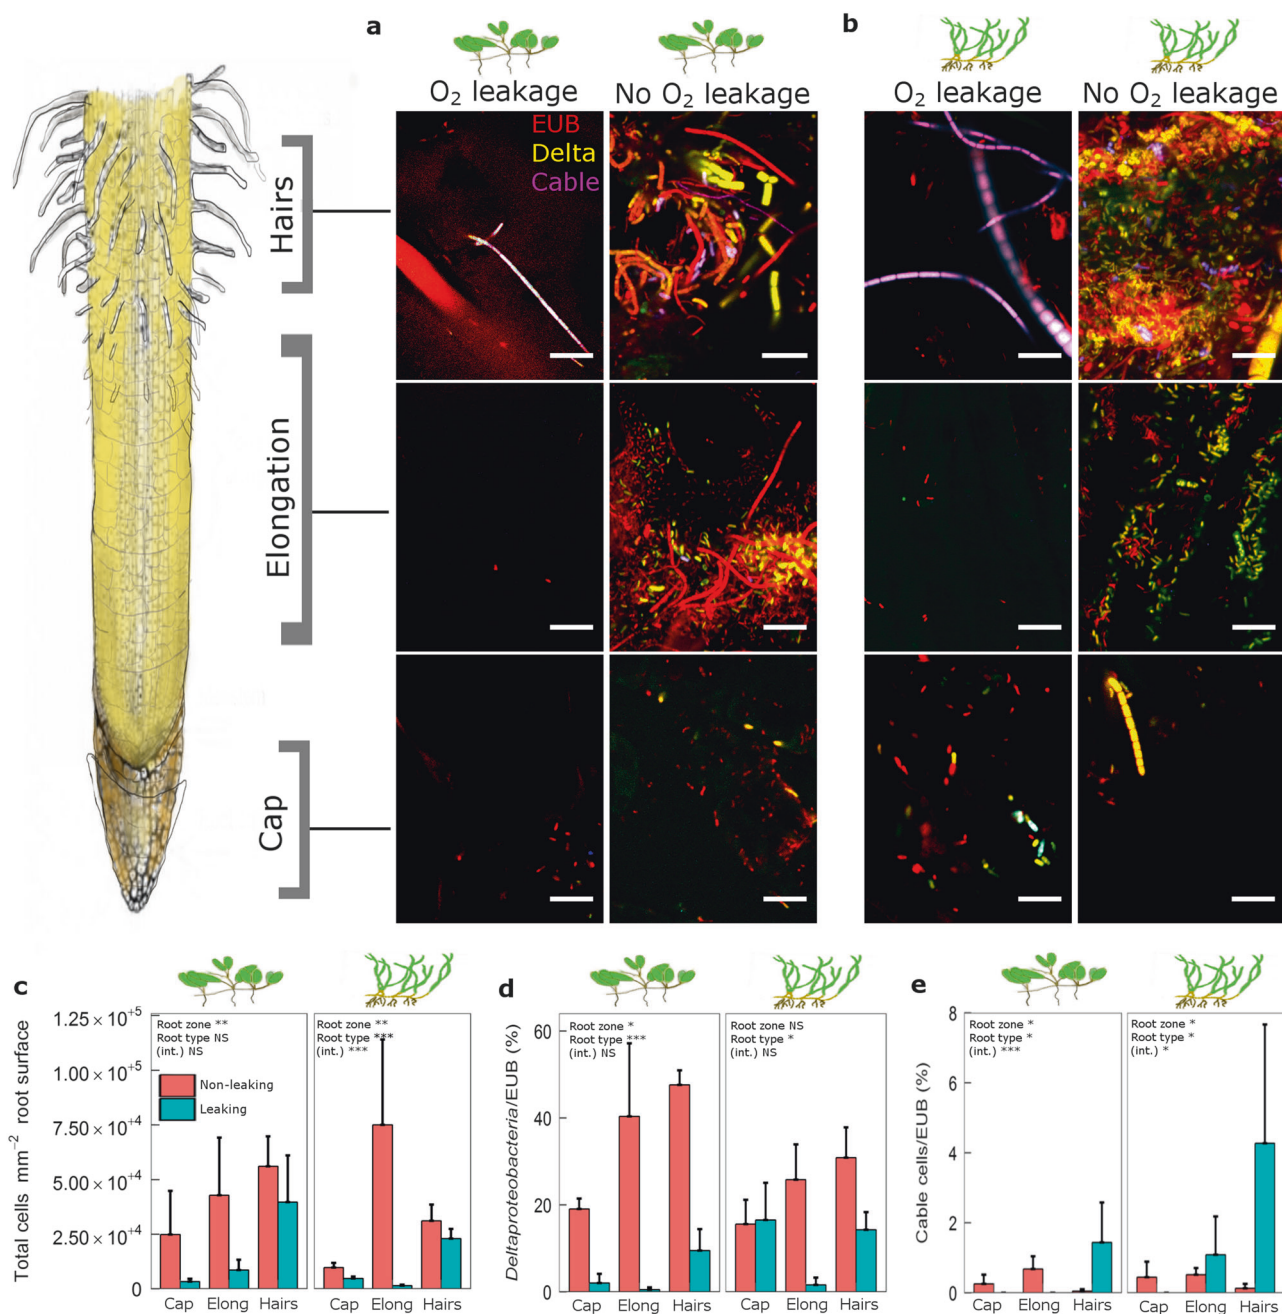 a
b
O₂ leakage
No O₂ leakage
O₂ leakage
No O₂ leakage
EUB
Delta
Cable
Hairs
Elongation
Cap
c
Total cells mm⁻² root surface
1.25 × 10⁺⁵
1.00 × 10⁺⁵
7.50 × 10⁺⁴
5.00 × 10⁺⁴
2.50 × 10⁺⁴
0
Root zone **
Root type NS
(int.) NS
Non-leaking
Leaking
Cap Elong Hairs
Root zone **
Root type ***
(int.) ***
Cap Elong Hairs
d
Deltaproteobacteria/EUB (%)
60
40
20
0
Root zone *
Root type ***
(int.) NS
Cap Elong Hairs
Root zone NS
Root type *
(int.) NS
Cap Elong Hairs
e
Cable cells/EUB (%)
8
6
4
2
0
Root zone *
Root type *
(int.) ***
Cap Elong Hairs
Root zone *
Root type *
(int.) *
Cap Elong Hairs